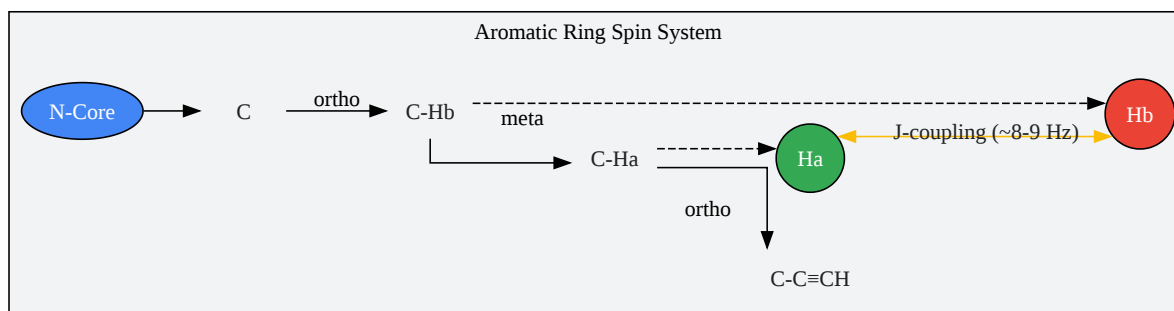 Aromatic Ring Spin System
N-Core
C
ortho
C-Hb
meta
Hb
J-coupling (~8-9 Hz)
C-Ha
Ha
ortho
C-C≡CH